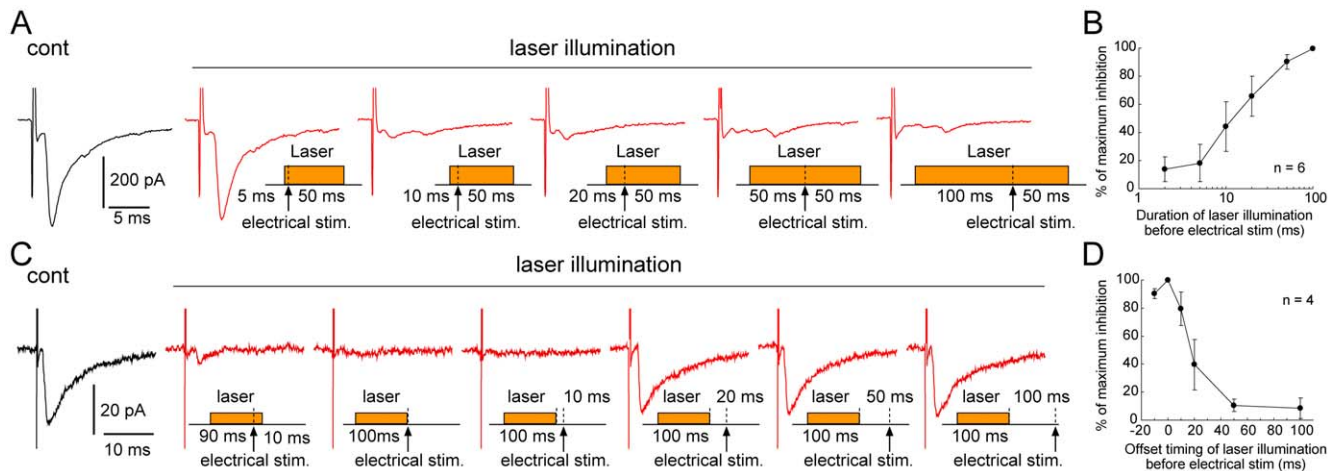 A
cont
laser illumination
200 pA
5 ms
Laser
5 ms
50 ms
electrical stim.
Laser
10 ms
50 ms
electrical stim.
Laser
20 ms
50 ms
electrical stim.
Laser
50 ms
50 ms
electrical stim.
Laser
100 ms
50 ms
electrical stim.
B
% of maximum inhibition
100
80
60
40
20
0
n = 6
1
10
100
Duration of laser illumination
before electrical stim (ms)
C
cont
laser illumination
20 pA
10 ms
laser
90 ms
10 ms
electrical stim.
laser
100ms
electrical stim.
laser
10 ms
100 ms
electrical stim.
laser
20 ms
100 ms
electrical stim.
laser
50 ms
100 ms
electrical stim.
laser
100 ms
100 ms
electrical stim.
D
% of maximum inhibition
100
80
60
40
20
0
n = 4
-20 0 20 40 60 80 100
Offset timing of laser illumination
before electrical stim (ms)